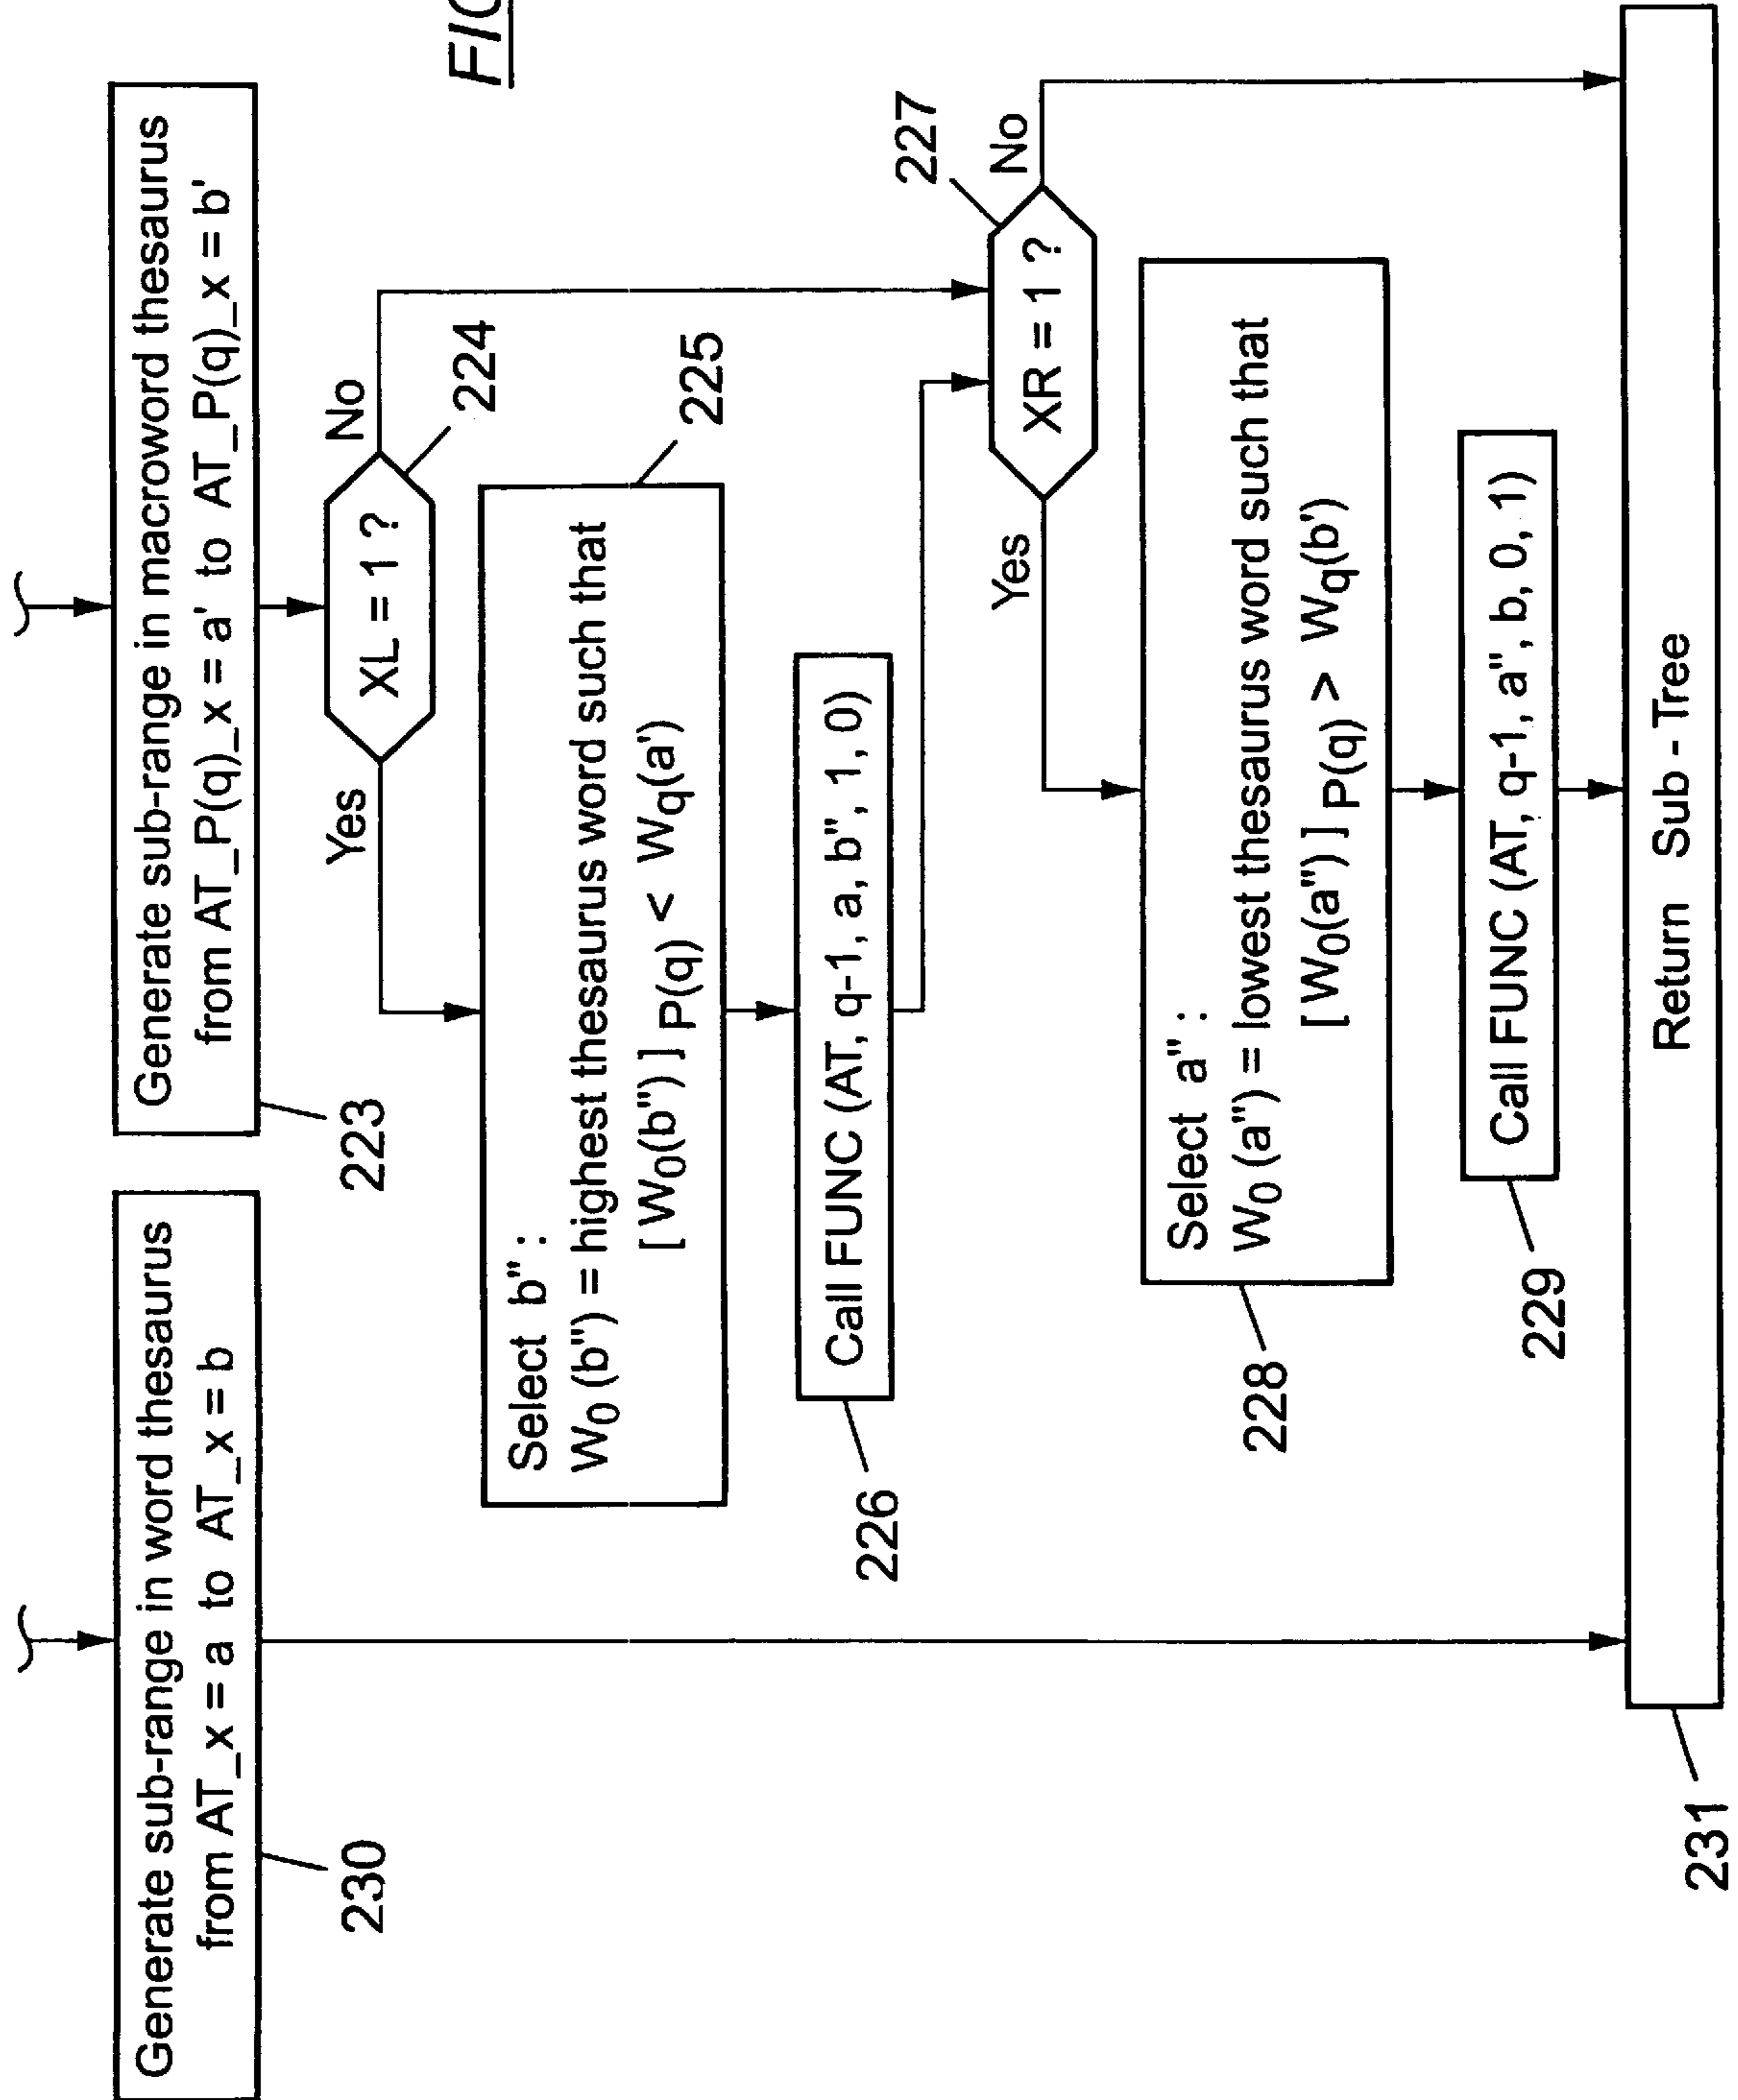 Generate sub-range in word thesaurus
from AT_x = a to AT_x = b
230
Generate sub-range in macroword thesaurus
from AT_P(q)_x = a' to AT_P(q)_x = b'
223
XL = 1 ?
Yes
No
224
Select b" :
W0 (b") = highest thesaurus word such that
[ W0(b") ] P(q) < Wq(a')
225
Call FUNC (AT, q-1, a, b", 1, 0)
226
XR = 1 ?
Yes
No
227
Select a" :
W0 (a") = lowest thesaurus word such that
[ W0(a") ] P(q) > Wq(b')
228
Call FUNC (AT, q-1, a", b, 0, 1)
229
Return Sub - Tree
231